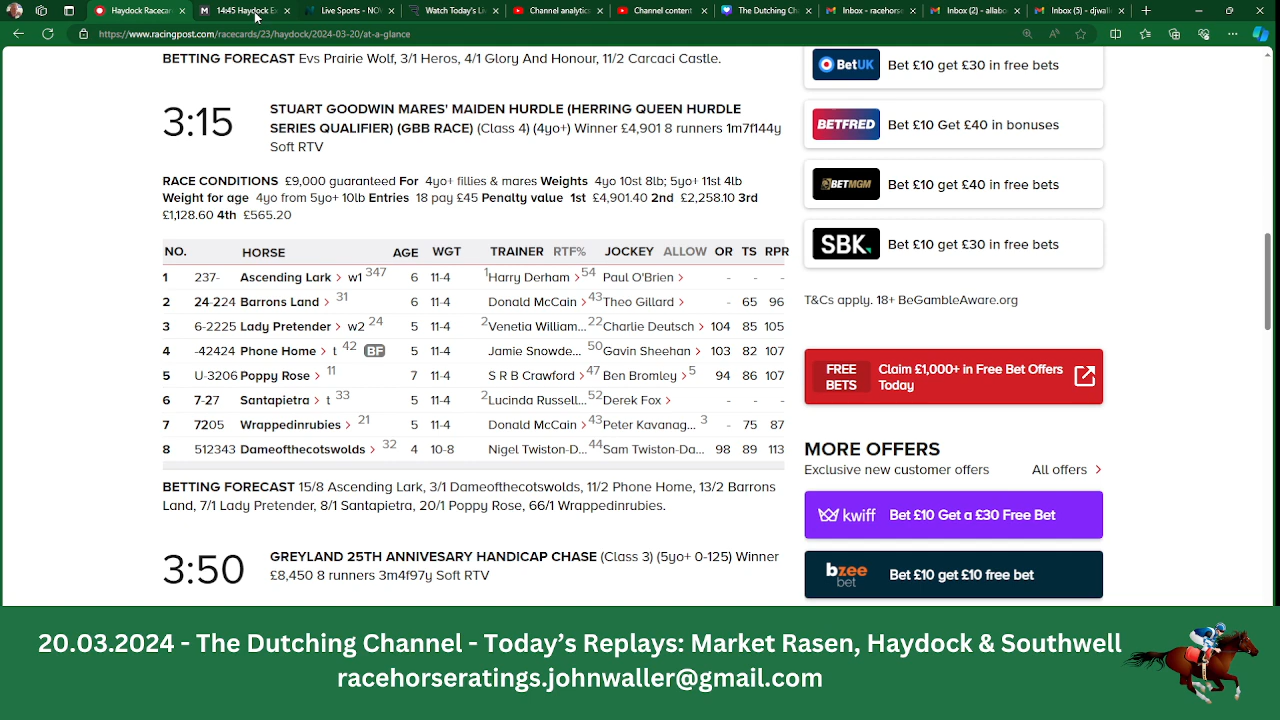 Haydock Racecar
14:45 Haydock E
Live Sports - NO
Watch Today's Li
Channel analytics
Channel content
The Dutching Ch
Inbox - racehors
Inbox (2) - allabo
Inbox (5) - djwall
https://www.racingpost.com/racecards/23/haydock/2024-03-20/at-a-glance
BETTING FORECAST Evs Prairie Wolf, 3/1 Heros, 4/1 Glory And Honour, 11/2 Carcaci Castle.
3:15
STUART GOODWIN MARES' MAIDEN HURDLE (HERRING QUEEN HURDLE
SERIES QUALIFIER) (GBB RACE) (Class 4) (4yo+) Winner £4,901 8 runners 1m7f144y
Soft RTV
RACE CONDITIONS £9,000 guaranteed For 4yo+ fillies & mares Weights 4yo 10st 8lb; 5yo+ 11st 4lb
Weight for age 4yo from 5yo+ 10lb Entries 18 pay £45 Penalty value 1st £4,901.40 2nd £2,258.10 3rd
£1,128.60 4th £565.20
NO. HORSE AGE WGT TRAINER RTF% JOCKEY ALLOW OR TS RPR
1 237- Ascending Lark > w1 347 6 11-4 1 Harry Derham > 54 Paul O'Brien > - - -
2 24-224 Barrons Land > 31 6 11-4 Donald McCain > 43 Theo Gillard > - 65 96
3 6-2225 Lady Pretender > w2 24 5 11-4 2 Venetia William... 22 Charlie Deutsch > 104 85 105
4 -42424 Phone Home > t 42 BF 5 11-4 Jamie Snowde... 50 Gavin Sheehan > 103 82 107
5 U-3206 Poppy Rose > 11 7 11-4 S R B Crawford > 47 Ben Bromley > 5 94 86 107
6 7-27 Santapietra > t 33 5 11-4 2 Lucinda Russell... 52 Derek Fox > - - -
7 7205 Wrappedinrubies > 21 5 11-4 Donald McCain > 43 Peter Kavanag... 3 - 75 87
8 512343 Dameofthecotswolds > 32 4 10-8 Nigel Twiston-D... 44 Sam Twiston-Da... 98 89 113
BETTING FORECAST 15/8 Ascending Lark, 3/1 Dameofthecotswolds, 11/2 Phone Home, 13/2 Barrons
Land, 7/1 Lady Pretender, 8/1 Santapietra, 20/1 Poppy Rose, 66/1 Wrappedinrubies.
3:50
GREYLAND 25TH ANNIVESARY HANDICAP CHASE (Class 3) (5yo+ 0-125) Winner
£8,450 8 runners 3m4f97y Soft RTV
BetUK Bet £10 get £30 in free bets
BETFRED Bet £10 Get £40 in bonuses
BETMGM Bet £10 get £40 in free bets
SBK Bet £10 get £30 in free bets
T&Cs apply. 18+ BeGambleAware.org
FREE BETS
Claim £1,000+ in Free Bet Offers
Today
MORE OFFERS
Exclusive new customer offers All offers >
kwiff Bet £10 Get a £30 Free Bet
bzee bet Bet £10 get £10 free bet
20.03.2024 - The Dutching Channel - Today's Replays: Market Rasen, Haydock & Southwell
racehorseratings.johnwaller@gmail.com